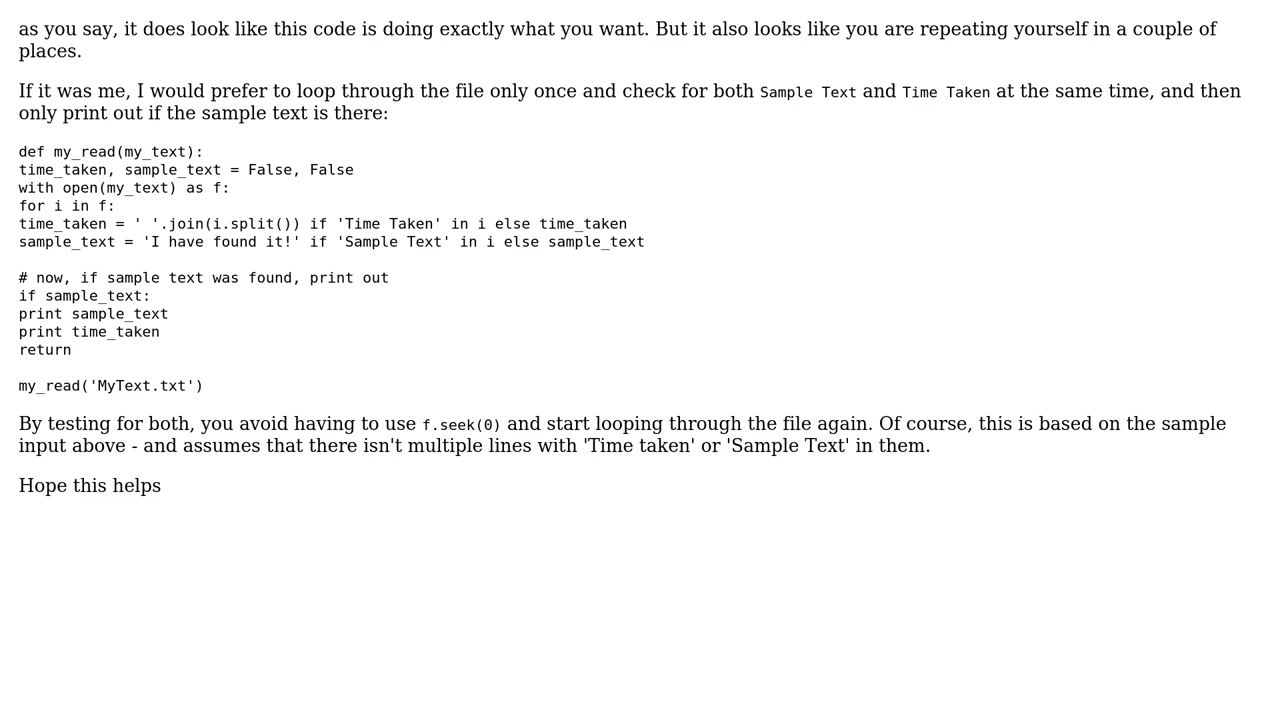 as you say, it does look like this code is doing exactly what you want. But it also looks like you are repeating yourself in a couple of
places.
If it was me, I would prefer to loop through the file only once and check for both Sample Text and Time Taken at the same time, and then
only print out if the sample text is there:
def my_read(my_text):
time_taken, sample_text = False, False
with open(my_text) as f:
for i in f:
time_taken = ' '.join(i.split()) if 'Time Taken' in i else time_taken
sample_text = 'I have found it!' if 'Sample Text' in i else sample_text
# now, if sample text was found, print out
if sample_text:
print sample_text
print time_taken
return
my_read('MyText.txt')
By testing for both, you avoid having to use f.seek(0) and start looping through the file again. Of course, this is based on the sample
input above - and assumes that there isn't multiple lines with 'Time taken' or 'Sample Text' in them.
Hope this helps